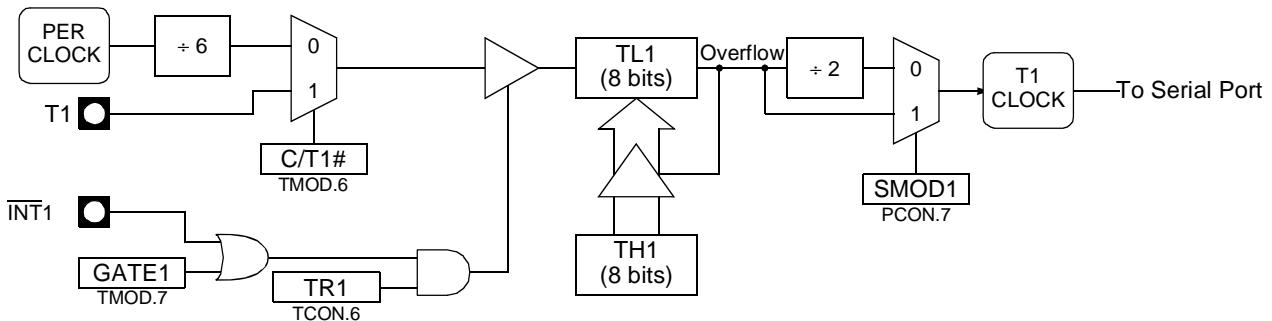 PER
CLOCK
÷ 6
0
1
T1
C/T1#
TMOD.6
INT1
GATE1
TMOD.7
TR1
TCON.6
TL1
(8 bits)
Overflow
÷ 2
0
1
T1
CLOCK
To Serial Port
SMOD1
PCON.7
TH1
(8 bits)